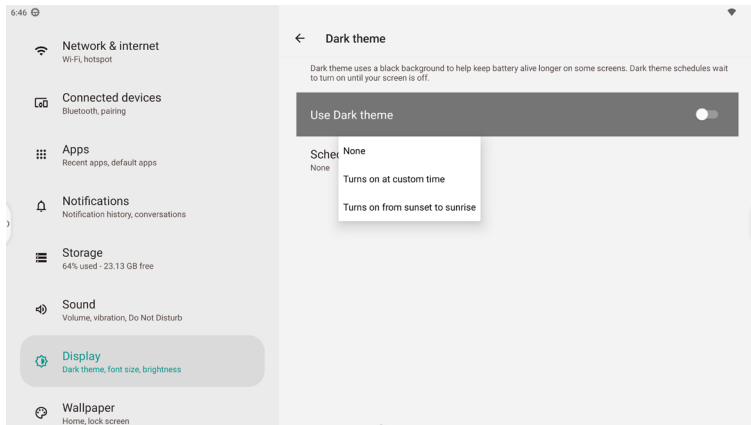 6:46
Network & internet
Wi-Fi, hotspot
Connected devices
Bluetooth, pairing
Apps
Recent apps, default apps
Notifications
Notification history, conversations
Storage
64% used - 23.13 GB free
Sound
Volume, vibration, Do Not Disturb
Display
Dark theme, font size, brightness
Wallpaper
Home, lock screen
Dark theme
Dark theme uses a black background to help keep battery alive longer on some screens. Dark theme schedules wait
to turn on until your screen is off.
Use Dark theme
None
None
Turns on at custom time
Turns on from sunset to sunrise